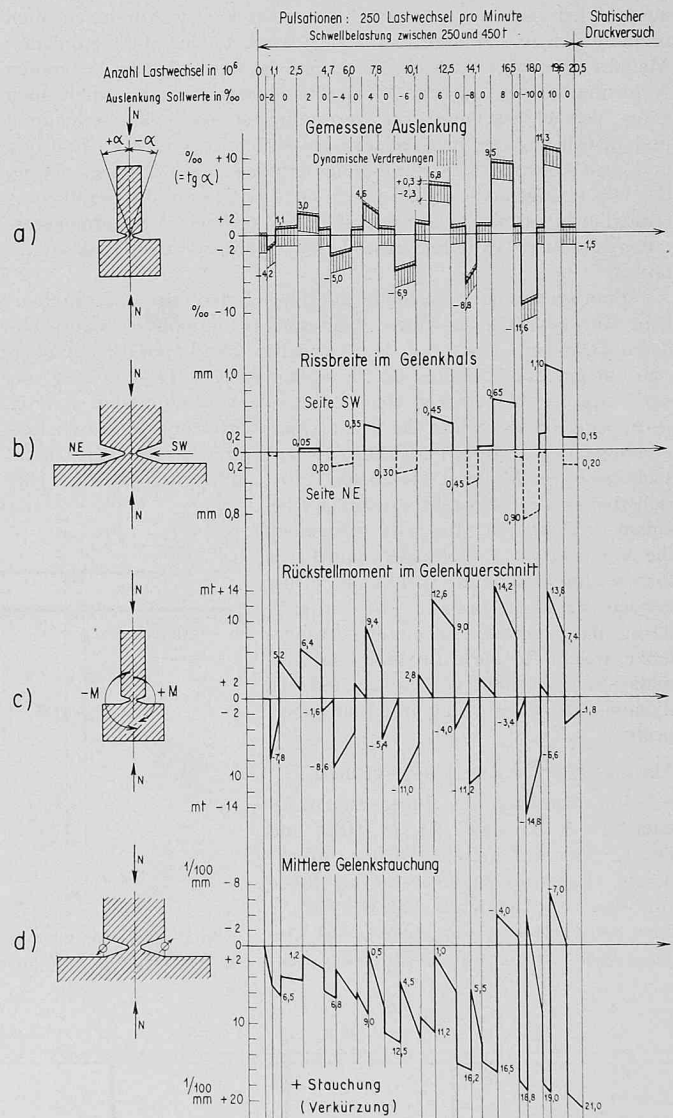 Pulsationen: 250 Lastwechsel pro Minute
Schwellbelastung zwischen 250 und 450 t
Statischer
Druckversuch
Anzahl Lastwechsel in 10⁶ 0 1,1 2,5 4,7 6,0 7,8 10,1 12,5 14,1 16,5 18,0 19,6 20,5
Auslenkung Sollwerte in ‰ 0 -2 0 2 0 -4 0 4 0 -6 0 6 0 -8 0 8 0 -10 0 10 0
Gemessene Auslenkung
Dynamische Verdrehungen
a)
N
+α -α
N
‰ + 10
(= tg α)
+ 2
0
- 2
‰ - 10
-4,2
1,1
3,0
-5,0
4,6
-6,9
+0,3
-2,3
6,8
-8,8
9,5
-11,6
11,3
-1,5
Rissbreite im Gelenkhals
b)
N
NE
SW
N
mm 1,0
0,2
0
0,2
mm 0,8
Seite SW
Seite NE
0,05
0,20
0,35
0,30
0,45
0,45
0,65
0,90
1,10
0,15
0,20
Rückstellmoment im Gelenkquerschnitt
c)
N
-M
+M
N
mt + 14
10
+ 2
0
- 2
10
mt - 14
-7,8
5,2
6,4
-1,6
-8,6
9,4
-5,4
-11,0
2,8
12,6
9,0
-4,0
-11,2
14,2
-3,4
-14,8
-6,6
13,8
7,4
-1,8
Mittlere Gelenkstauchung
d)
N
N
1/100
mm
- 8
- 2
0
+ 2
10
1/100
mm
+ 20
6,5
1,2
6,8
0,5
9,0
12,5
4,5
11,2
1,0
16,2
5,5
16,5
-4,0
18,8
19,0
-7,0
21,0
+ Stauchung
(Verkürzung)